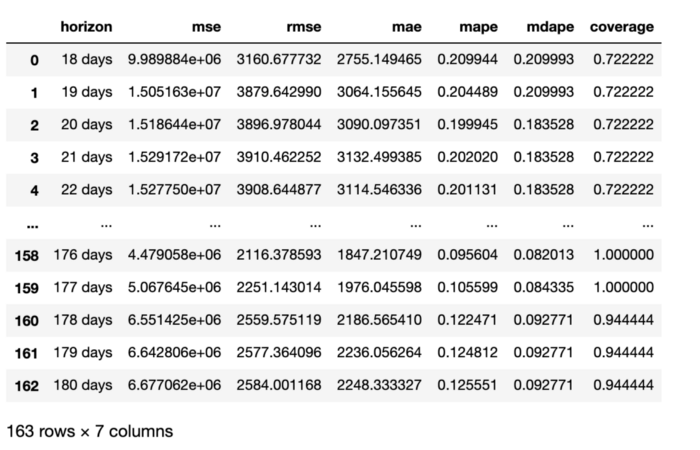 horizon mse rmse mae mape mdape coverage
0 18 days 9.989884e+06 3160.677732 2755.149465 0.209944 0.209993 0.722222
1 19 days 1.505163e+07 3879.642990 3064.155645 0.204489 0.209993 0.722222
2 20 days 1.518644e+07 3896.978044 3090.097351 0.199945 0.183528 0.722222
3 21 days 1.529172e+07 3910.462252 3132.499385 0.202020 0.183528 0.722222
4 22 days 1.527750e+07 3908.644877 3114.546336 0.201131 0.183528 0.722222
... ... ... ... ... ... ... ...
158 176 days 4.479058e+06 2116.378593 1847.210749 0.095604 0.082013 1.000000
159 177 days 5.067645e+06 2251.143014 1976.045598 0.105599 0.084335 1.000000
160 178 days 6.551425e+06 2559.575119 2186.565410 0.122471 0.092771 0.944444
161 179 days 6.642806e+06 2577.364096 2236.056264 0.124812 0.092771 0.944444
162 180 days 6.677062e+06 2584.001168 2248.333327 0.125551 0.092771 0.944444
163 rows × 7 columns